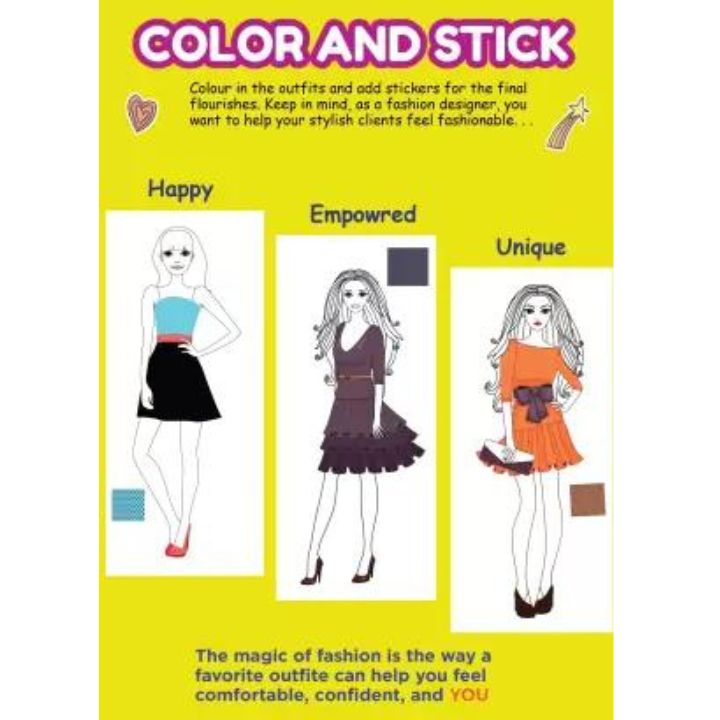 COLOR AND STICK
Colour in the outfits and add stickers for the final
flourishes. Keep in mind, as a fashion designer, you
want to help your stylish clients feel fashionable. . .
Happy
Empowred
Unique
The magic of fashion is the way a
favorite outfite can help you feel
comfortable, confident, and YOU